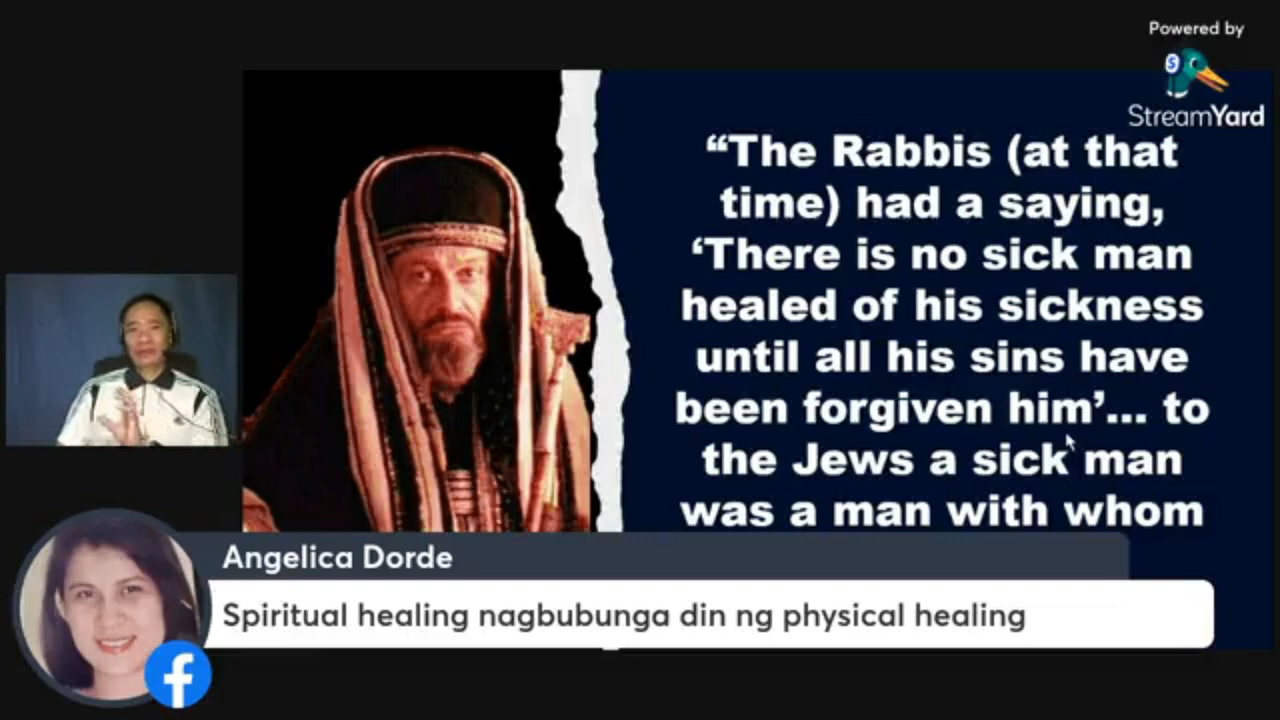 Powered by
StreamYard
“The Rabbis (at that
time) had a saying,
‘There is no sick man
healed of his sickness
until all his sins have
been forgiven him’... to
the Jews a sick man
was a man with whom
Angelica Dorde
Spiritual healing nagbubunga din ng physical healing